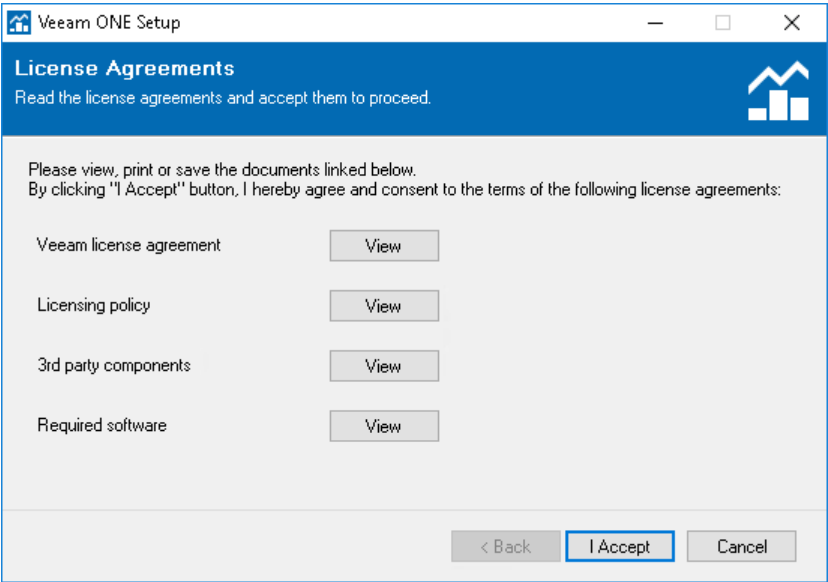 Veeam ONE Setup
License Agreements
Read the license agreements and accept them to proceed.
Please view, print or save the documents linked below.
By clicking "I Accept" button, I hereby agree and consent to the terms of the following license agreements:
Veeam license agreement View
Licensing policy View
3rd party components View
Required software View
< Back I Accept Cancel